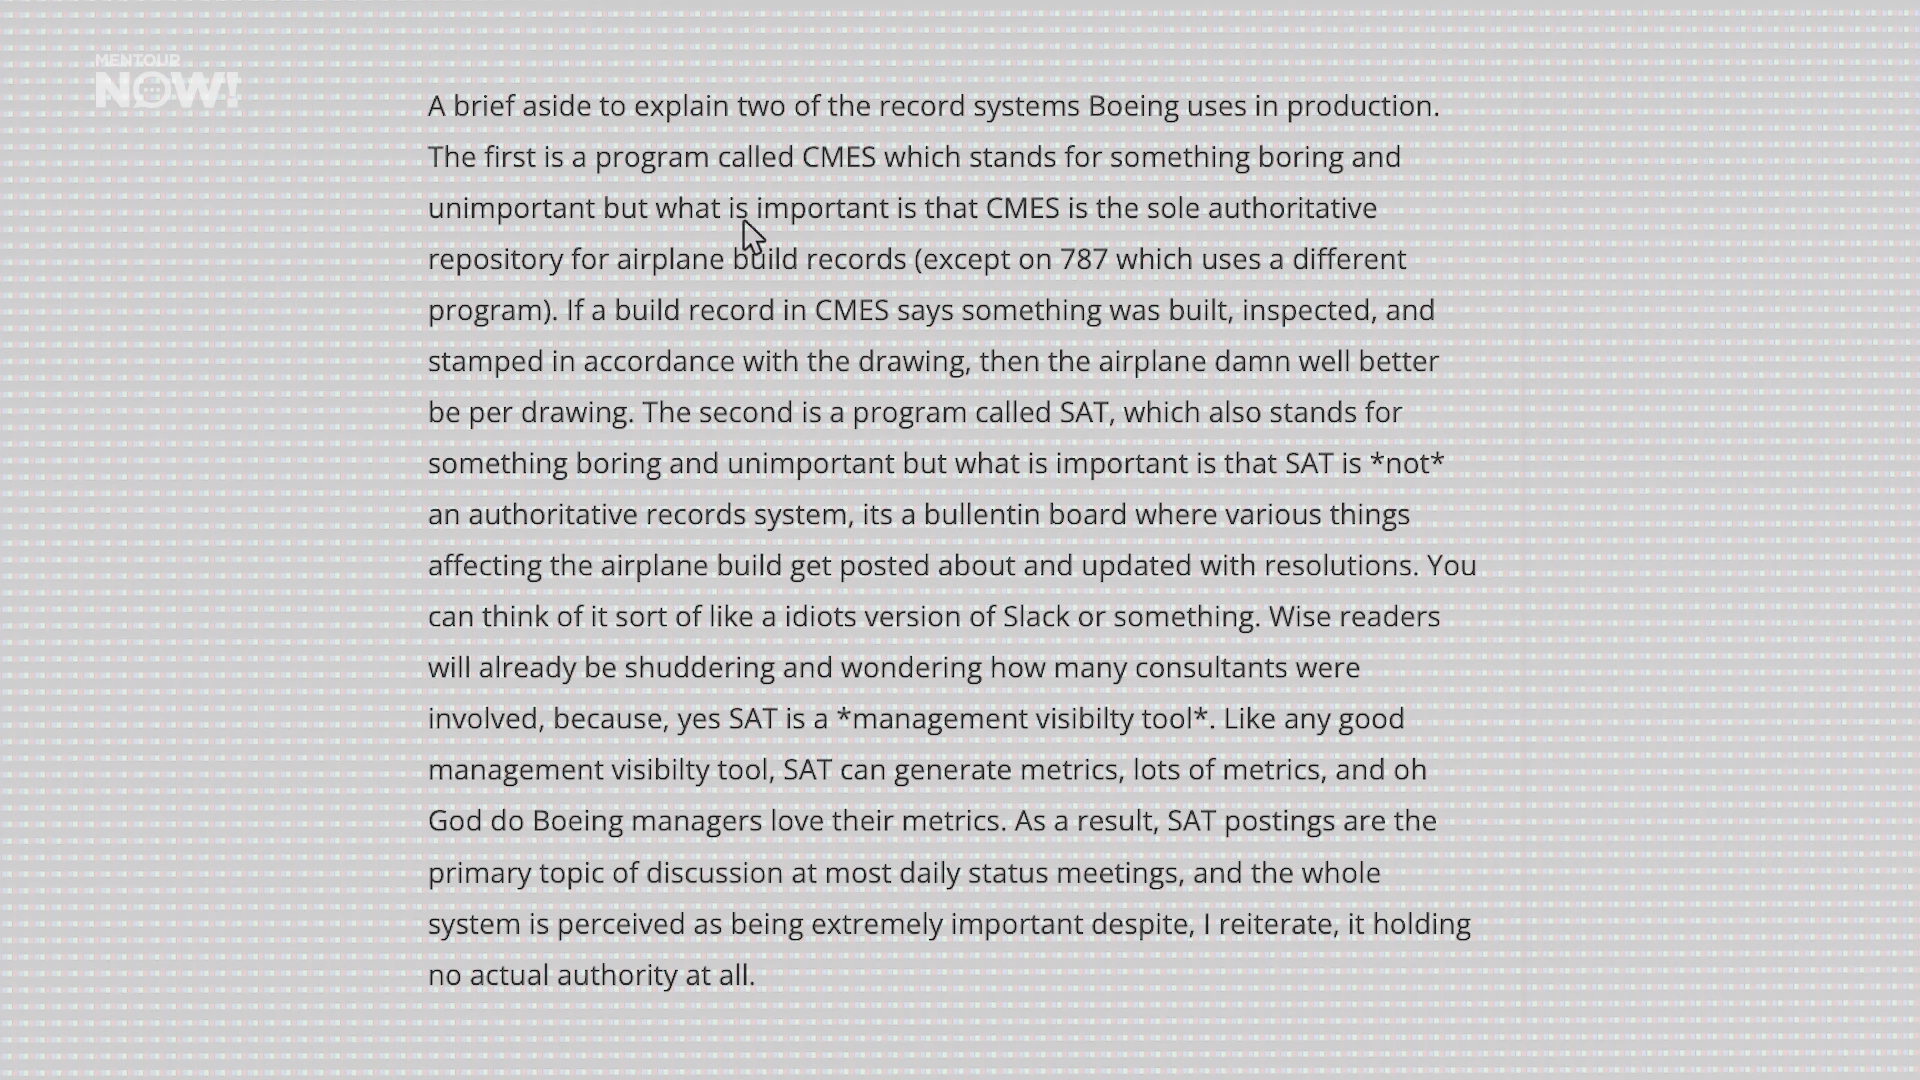 MENTOUR
NOW!
A brief aside to explain two of the record systems Boeing uses in production.
The first is a program called CMES which stands for something boring and
unimportant but what is important is that CMES is the sole authoritative
repository for airplane build records (except on 787 which uses a different
program). If a build record in CMES says something was built, inspected, and
stamped in accordance with the drawing, then the airplane damn well better
be per drawing. The second is a program called SAT, which also stands for
something boring and unimportant but what is important is that SAT is *not*
an authoritative records system, its a bullentin board where various things
affecting the airplane build get posted about and updated with resolutions. You
can think of it sort of like a idiots version of Slack or something. Wise readers
will already be shuddering and wondering how many consultants were
involved, because, yes SAT is a *management visibilty tool*. Like any good
management visibilty tool, SAT can generate metrics, lots of metrics, and oh
God do Boeing managers love their metrics. As a result, SAT postings are the
primary topic of discussion at most daily status meetings, and the whole
system is perceived as being extremely important despite, I reiterate, it holding
no actual authority at all.